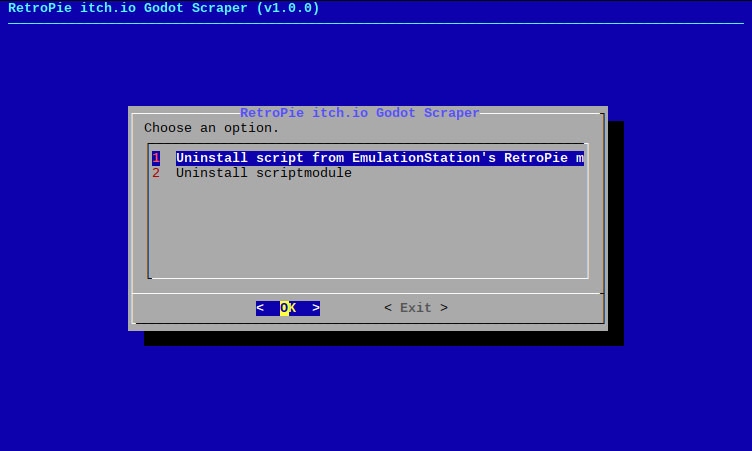 RetroPie itch.io Godot Scraper (v1.0.0)
RetroPie itch.io Godot Scraper
Choose an option.
1 Uninstall script from EmulationStation's RetroPie m
2 Uninstall scriptmodule
< OK > < Exit >